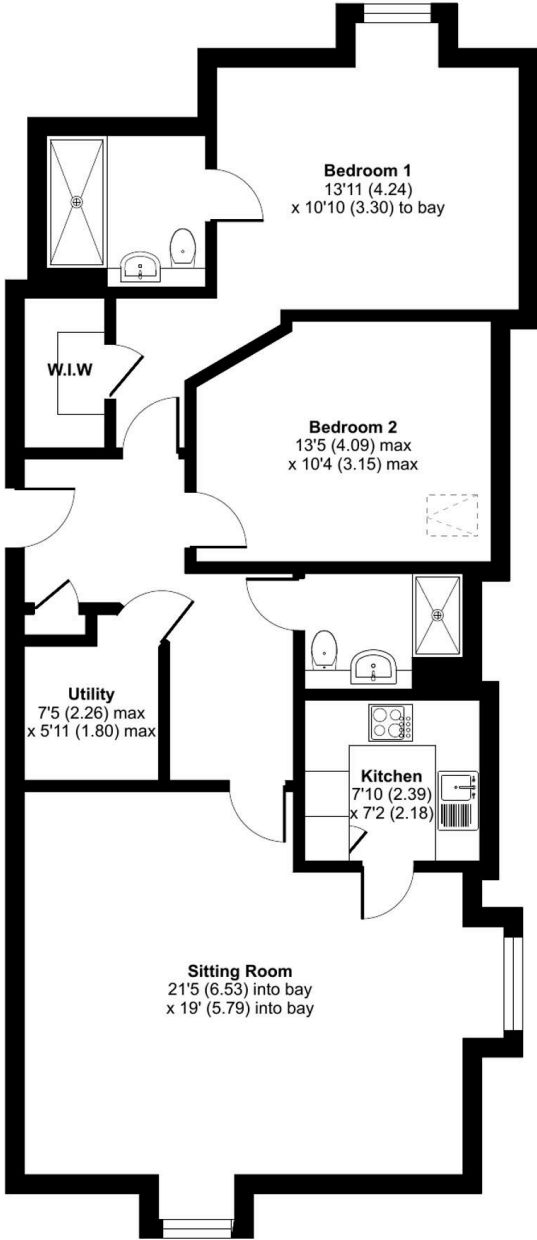 Bedroom 1
13'11 (4.24)
x 10'10 (3.30) to bay
W.I.W
Bedroom 2
13'5 (4.09) max
x 10'4 (3.15) max
Utility
7'5 (2.26) max
x 5'11 (1.80) max
Kitchen
7'10 (2.39)
x 7'2 (2.18)
Sitting Room
21'5 (6.53) into bay
x 19' (5.79) into bay